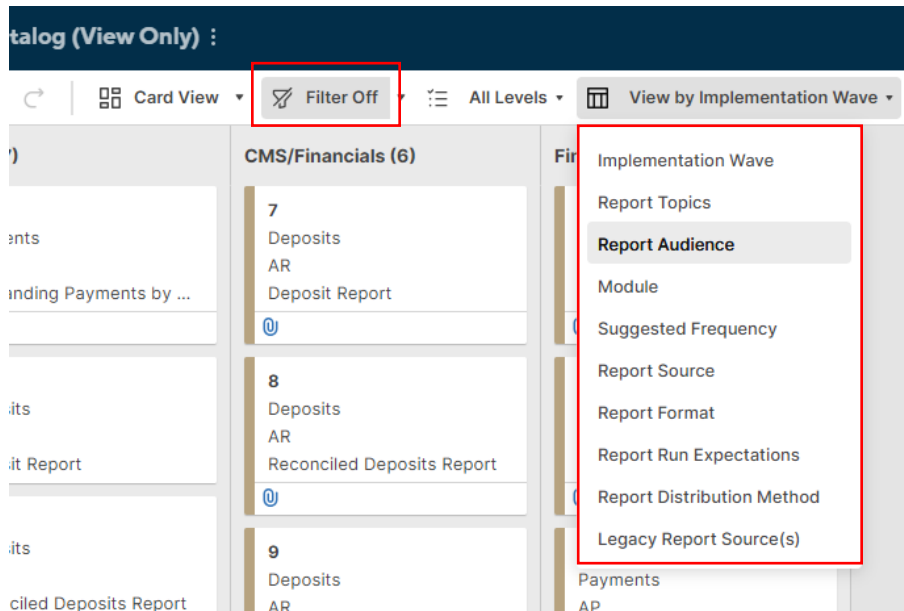 talog (View Only)
Card View
Filter Off
All Levels
View by Implementation Wave
)
CMS/Financials (6)
Fir
Implementation Wave
Report Topics
Report Audience
Module
Suggested Frequency
Report Source
Report Format
Report Run Expectations
Report Distribution Method
Legacy Report Source(s)
ents
anding Payments by ...
7
Deposits
AR
Deposit Report
its
it Report
8
Deposits
AR
Reconciled Deposits Report
its
ciled Deposits Report
9
Deposits
AR
Payments
AP